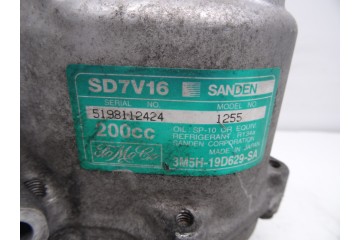 SD7V16 SANDEN
SERIAL NO. MODEL NO.
5198112424 1255
200cc OIL: SP-10 OR EQUIV.
REFRIGERANT R134a
SANDEN CORPORATION
MADE IN JAPAN
3M5H-19D629-SA